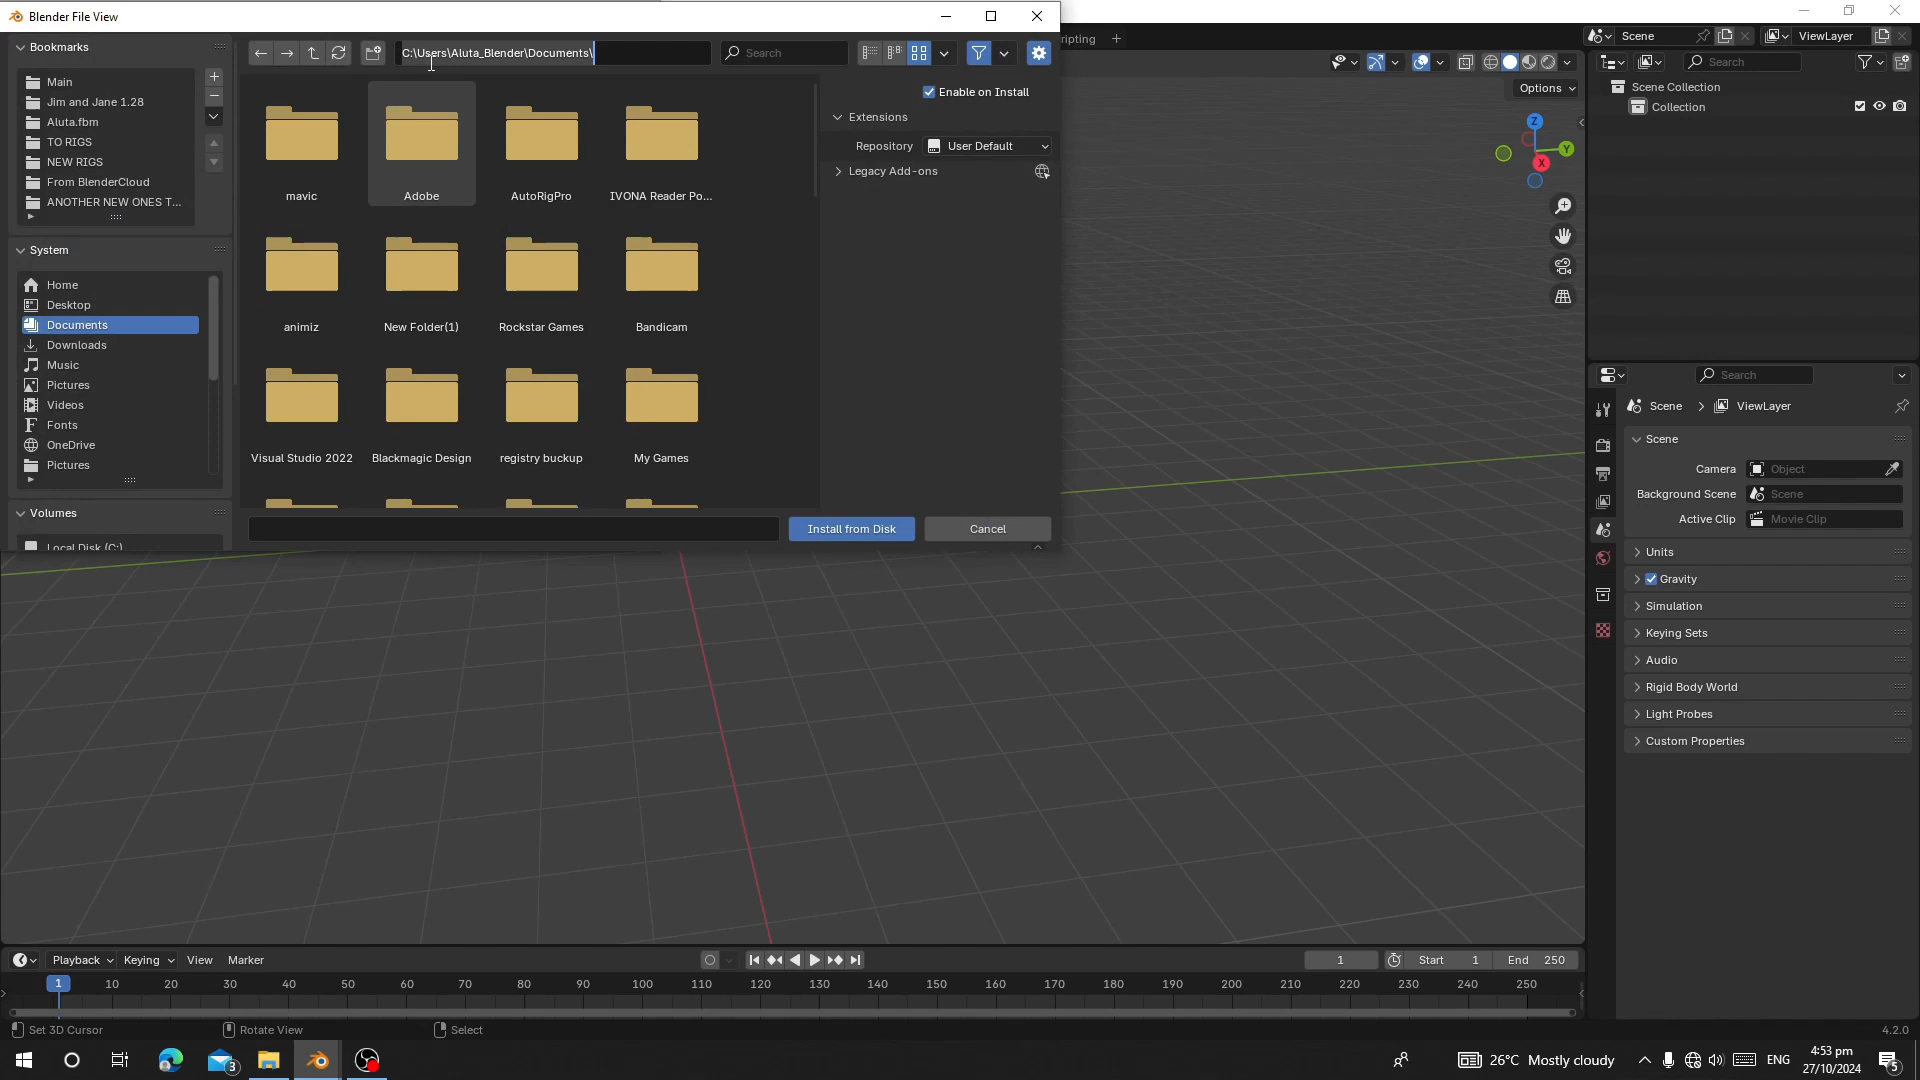 Blender File View
Bookmarks
Main
Jim and Jane 1.28
Aluta.fbm
TO RIGS
NEW RIGS
From BlenderCloud
ANOTHER NEW ONES T...
System
Home
Desktop
Documents
Downloads
Music
Pictures
Videos
Fonts
OneDrive
Pictures
Volumes
Local Disk (C:)
C:\Users\Aluta_Blender\Documents\
Search
mavic
Adobe
AutoRigPro
IVONA Reader Po...
animiz
New Folder(1)
Rockstar Games
Bandicam
Visual Studio 2022
Blackmagic Design
registry buckup
My Games
Enable on Install
Extensions
Repository
User Default
Legacy Add-ons
Install from Disk
Cancel
ripting
+
Scene
ViewLayer
Options
Z
Y
X
Search
Scene Collection
Collection
Search
Scene
ViewLayer
Scene
Camera
Object
Background Scene
Scene
Active Clip
Movie Clip
Units
Gravity
Simulation
Keying Sets
Audio
Rigid Body World
Light Probes
Custom Properties
Playback
Keying
View
Marker
1
Start 1
End 250
1 10 20 30 40 50 60 70 80 90 100 110 120 130 140 150 160 170 180 190 200 210 220 230 240 250
Set 3D Cursor
Rotate View
Select
4.2.0
3
26°C Mostly cloudy
ENG
4:53 pm
27/10/2024
5